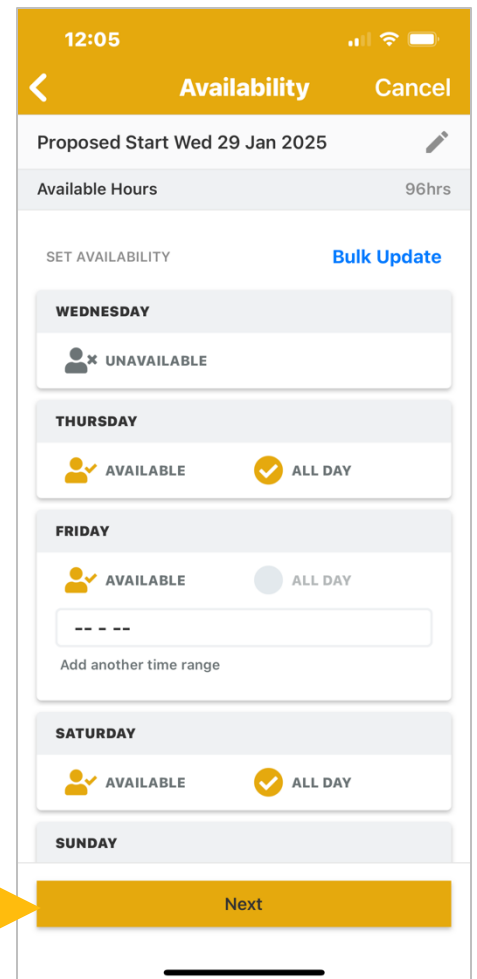 12:05
Availability
Cancel
Proposed Start Wed 29 Jan 2025
Available Hours 96hrs
SET AVAILABILITY Bulk Update
WEDNESDAY
UNAVAILABLE
THURSDAY
AVAILABLE ALL DAY
FRIDAY
AVAILABLE ALL DAY
-- - --
Add another time range
SATURDAY
AVAILABLE ALL DAY
SUNDAY
Next